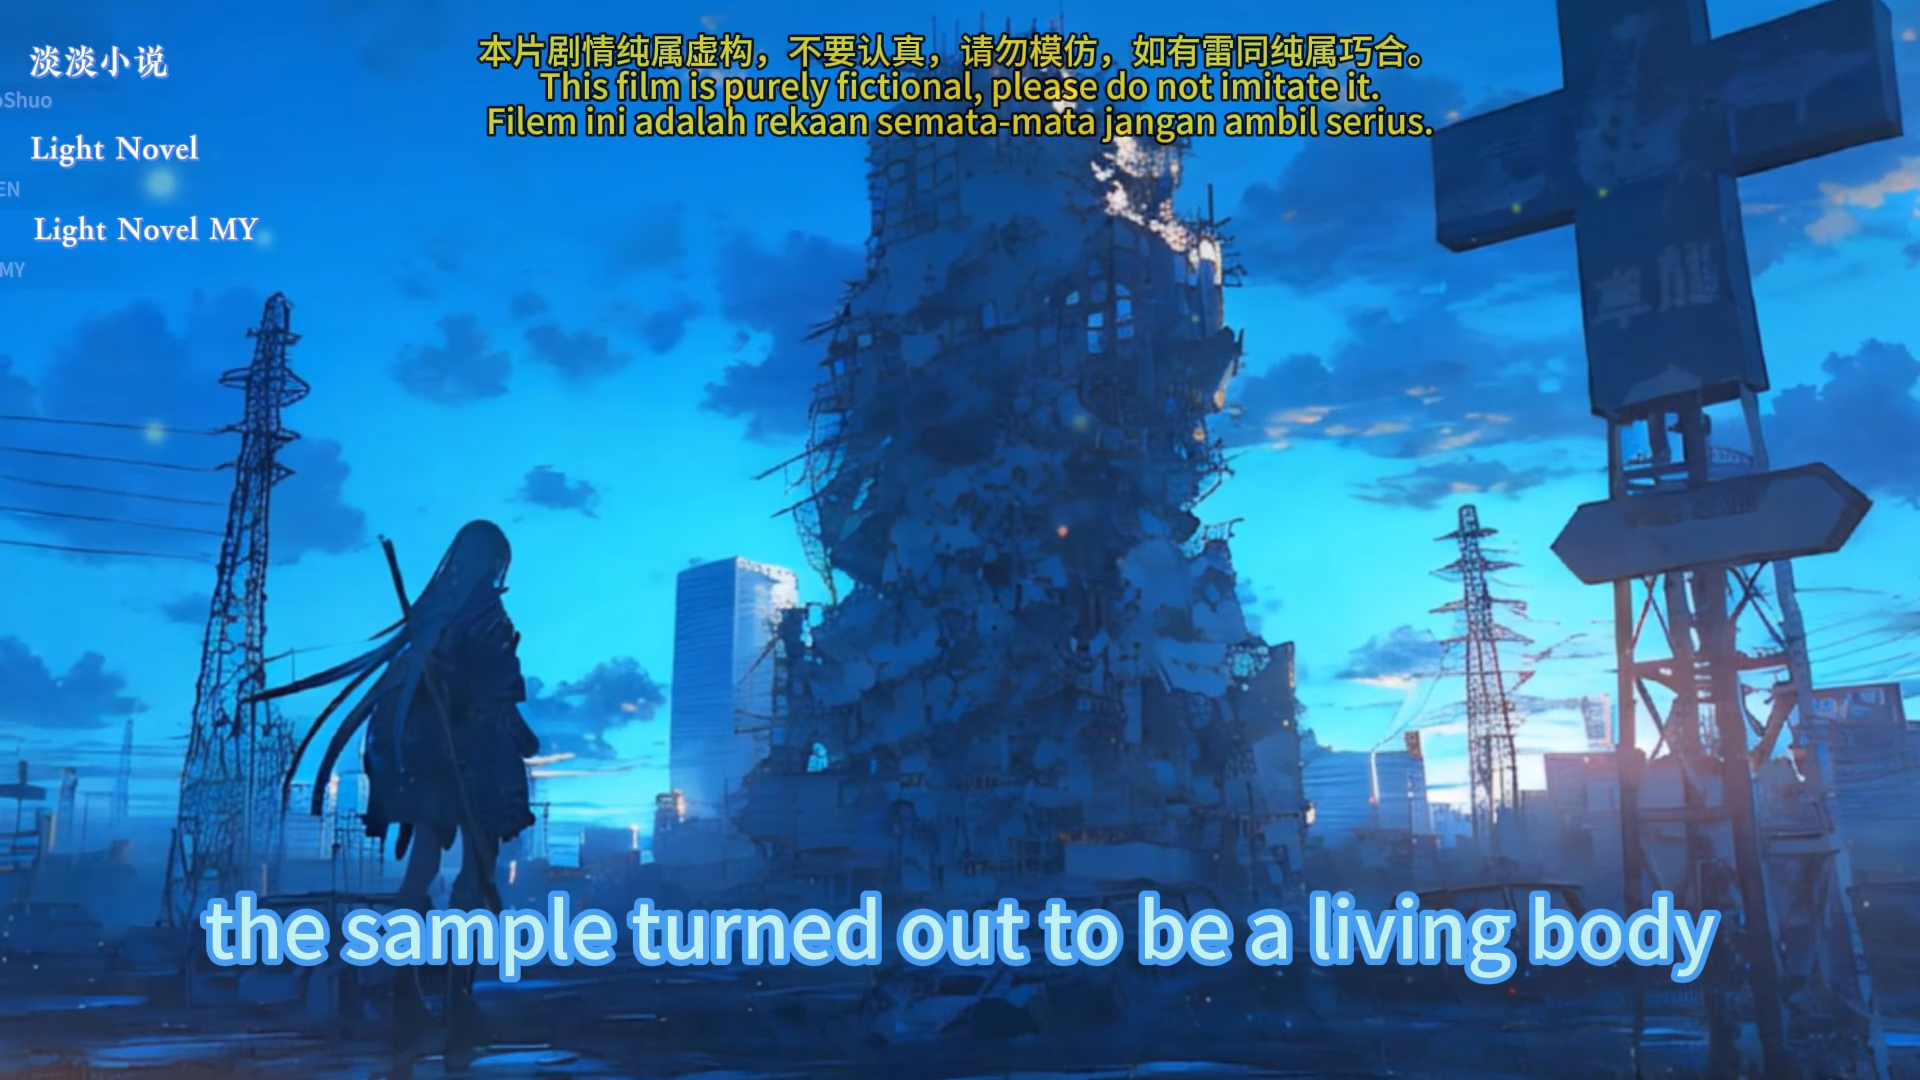 淡淡小说
oShuo
Light Novel
EN
Light Novel MY
MY
本片剧情纯属虚构，不要认真，请勿模仿，如有雷同纯属巧合。
This film is purely fictional, please do not imitate it.
Filem ini adalah rekaan semata-mata jangan ambil serius.
the sample turned out to be a living body